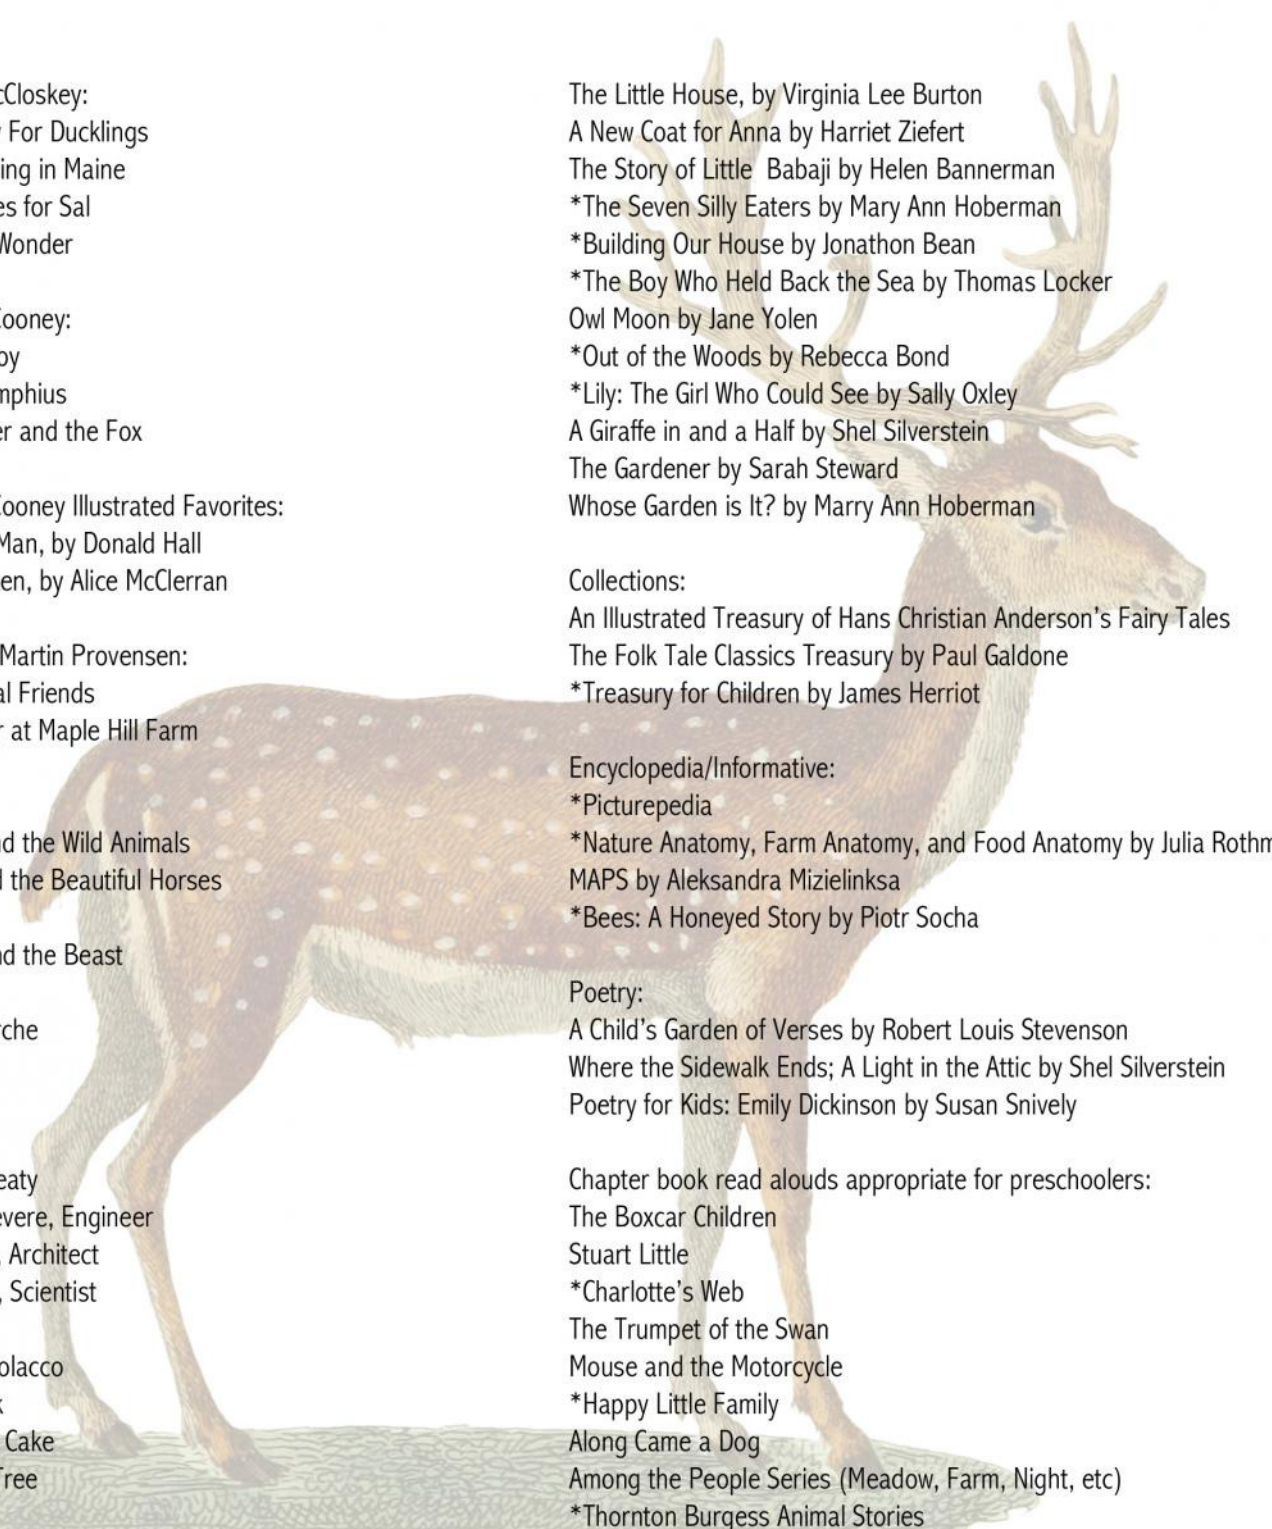 cCloskey:
For Ducklings
ing in Maine
es for Sal
Wonder
Cooney:
oy
mphius
er and the Fox
Cooney Illustrated Favorites:
Man, by Donald Hall
en, by Alice McClerran
Martin Provensen:
al Friends
r at Maple Hill Farm
nd the Wild Animals
d the Beautiful Horses
nd the Beast
rche
eaty
evere, Engineer
, Architect
, Scientist
olacco
k
Cake
Tree
The Little House, by Virginia Lee Burton
A New Coat for Anna by Harriet Ziefert
The Story of Little Babaji by Helen Bannerman
*The Seven Silly Eaters by Mary Ann Hoberman
*Building Our House by Jonathon Bean
*The Boy Who Held Back the Sea by Thomas Locker
Owl Moon by Jane Yolen
*Out of the Woods by Rebecca Bond
*Lily: The Girl Who Could See by Sally Oxley
A Giraffe in and a Half by Shel Silverstein
The Gardener by Sarah Steward
Whose Garden is It? by Marry Ann Hoberman
Collections:
An Illustrated Treasury of Hans Christian Anderson's Fairy Tales
The Folk Tale Classics Treasury by Paul Galdone
*Treasury for Children by James Herriot
Encyclopedia/Informative:
*Picturepedia
*Nature Anatomy, Farm Anatomy, and Food Anatomy by Julia Rothm
MAPS by Aleksandra Mizielinksa
*Bees: A Honeyed Story by Piotr Socha
Poetry:
A Child's Garden of Verses by Robert Louis Stevenson
Where the Sidewalk Ends; A Light in the Attic by Shel Silverstein
Poetry for Kids: Emily Dickinson by Susan Snively
Chapter book read alouds appropriate for preschoolers:
The Boxcar Children
Stuart Little
*Charlotte's Web
The Trumpet of the Swan
Mouse and the Motorcycle
*Happy Little Family
Along Came a Dog
Among the People Series (Meadow, Farm, Night, etc)
*Thornton Burgess Animal Stories